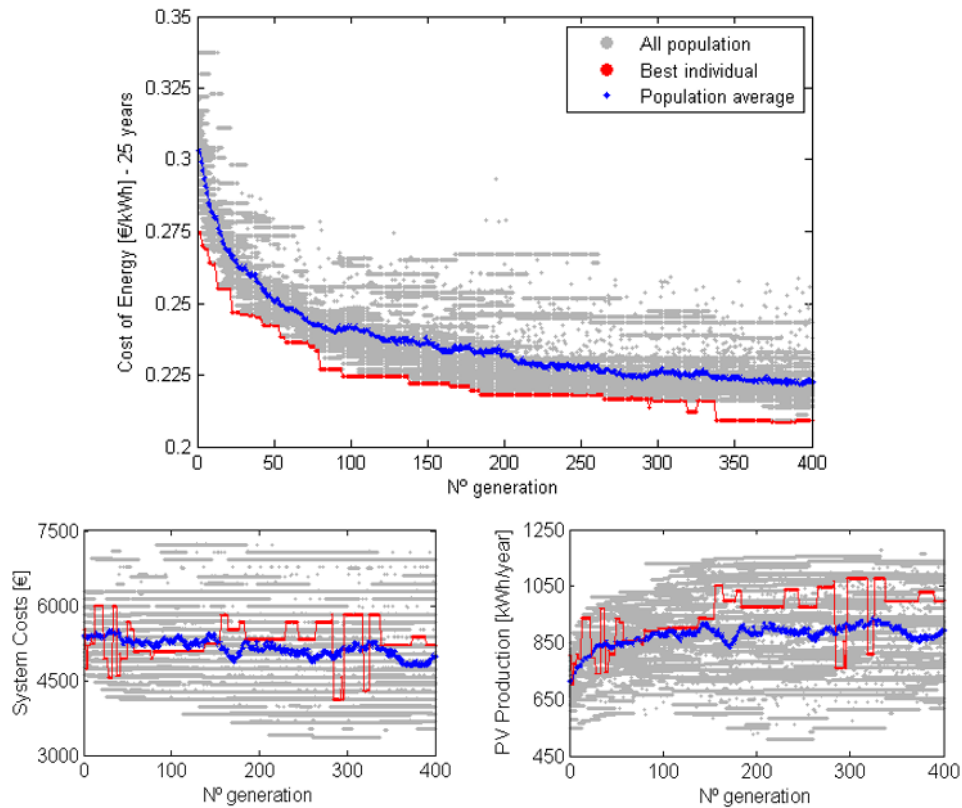 0.35
0.325
0.3
0.275
0.25
0.225
0.2
Cost of Energy [€/kWh] - 25 years
All population
Best individual
Population average
0 50 100 150 200 250 300 350 400
Nº generation
7500
6000
4500
3000
System Costs [€]
0 100 200 300 400
Nº generation
1250
1050
850
650
450
PV Production [kWh/year]
0 100 200 300 400
Nº generation